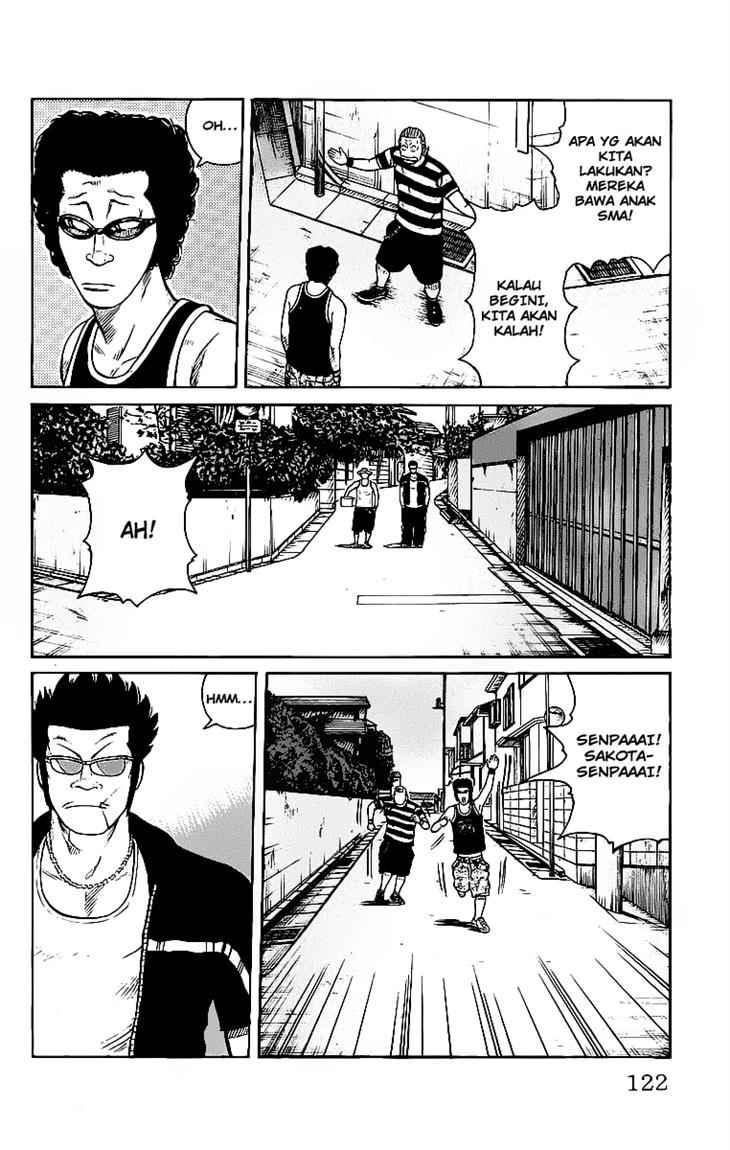 OH...
APA YG AKAN
KITA
LAKUKAN?
MEREKA
BAWA ANAK
SMA!
KALAU
BEGINI,
KITA AKAN
KALAH!
AH!
HMM...
SENPAAAI!
SAKOTA-
SENPAAAI!
122